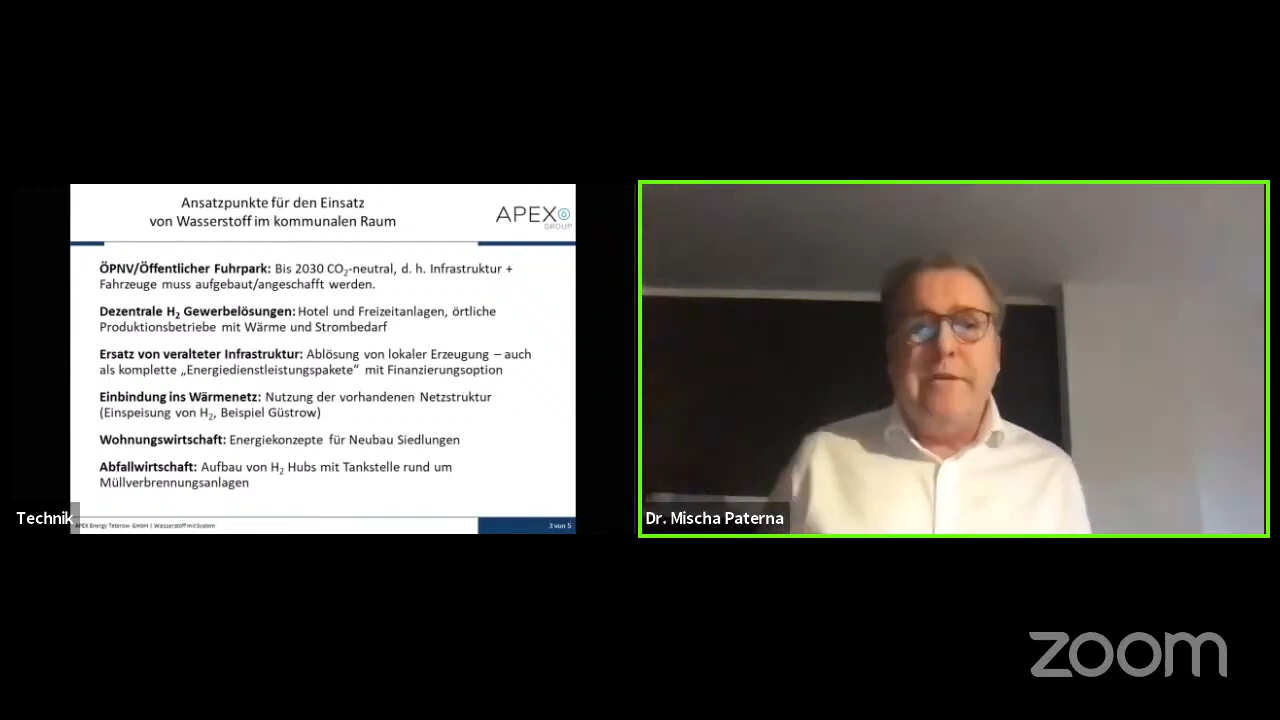 Ansatzpunkte für den Einsatz
von Wasserstoff im kommunalen Raum
APEX
GROUP
ÖPNV/Öffentlicher Fuhrpark: Bis 2030 CO₂-neutral, d. h. Infrastruktur +
Fahrzeuge muss aufgebaut/angeschafft werden.
Dezentrale H₂ Gewerbelösungen: Hotel und Freizeitanlagen, örtliche
Produktionsbetriebe mit Wärme und Strombedarf
Ersatz von veralteter Infrastruktur: Ablösung von lokaler Erzeugung – auch
als komplette „Energiedienstleistungspakete“ mit Finanzierungsoption
Einbindung ins Wärmenetz: Nutzung der vorhandenen Netzstruktur
(Einspeisung von H₂, Beispiel Güstrow)
Wohnungswirtschaft: Energiekonzepte für Neubau Siedlungen
Abfallwirtschaft: Aufbau von H₂ Hubs mit Tankstelle rund um
Müllverbrennungsanlagen
APEX Energy Teterow GmbH | Wasserstoff mit System
3 von 5
Technik
Dr. Mischa Paterna
zoom